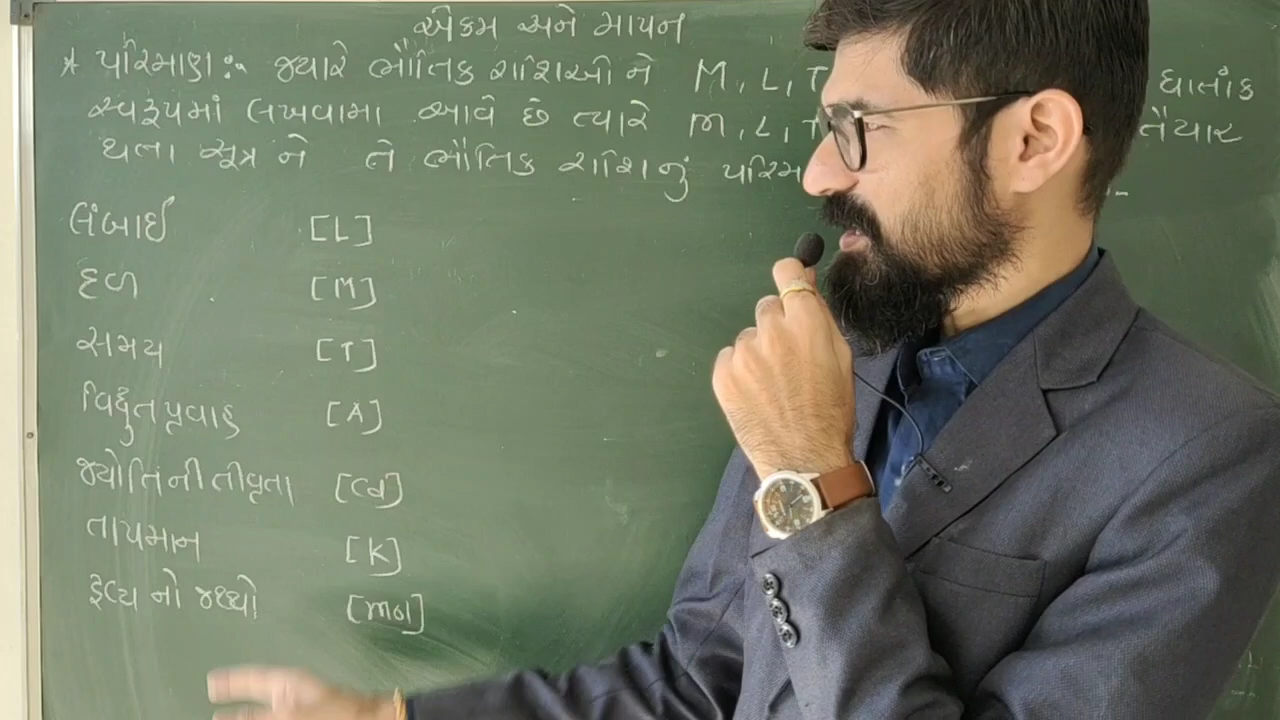 એકમ અને માપન
* પરિમાણ :- જ્યારે ભૌતિક રાશિઓ ને M, L, T ઘાતાંક
સ્વરૂપમાં લખવામા આવે છે ત્યારે M, L, T તૈયાર
થતા સૂત્ર ને તે ભૌતિક રાશિનું
લંબાઈ [L]
દળ [M]
સમય [T]
વિદ્યુતપ્રવાહ [A]
જ્યોતિની તીવ્રતા [cd]
તાપમાન [K]
દ્રવ્ય નો જથ્થો [mol]